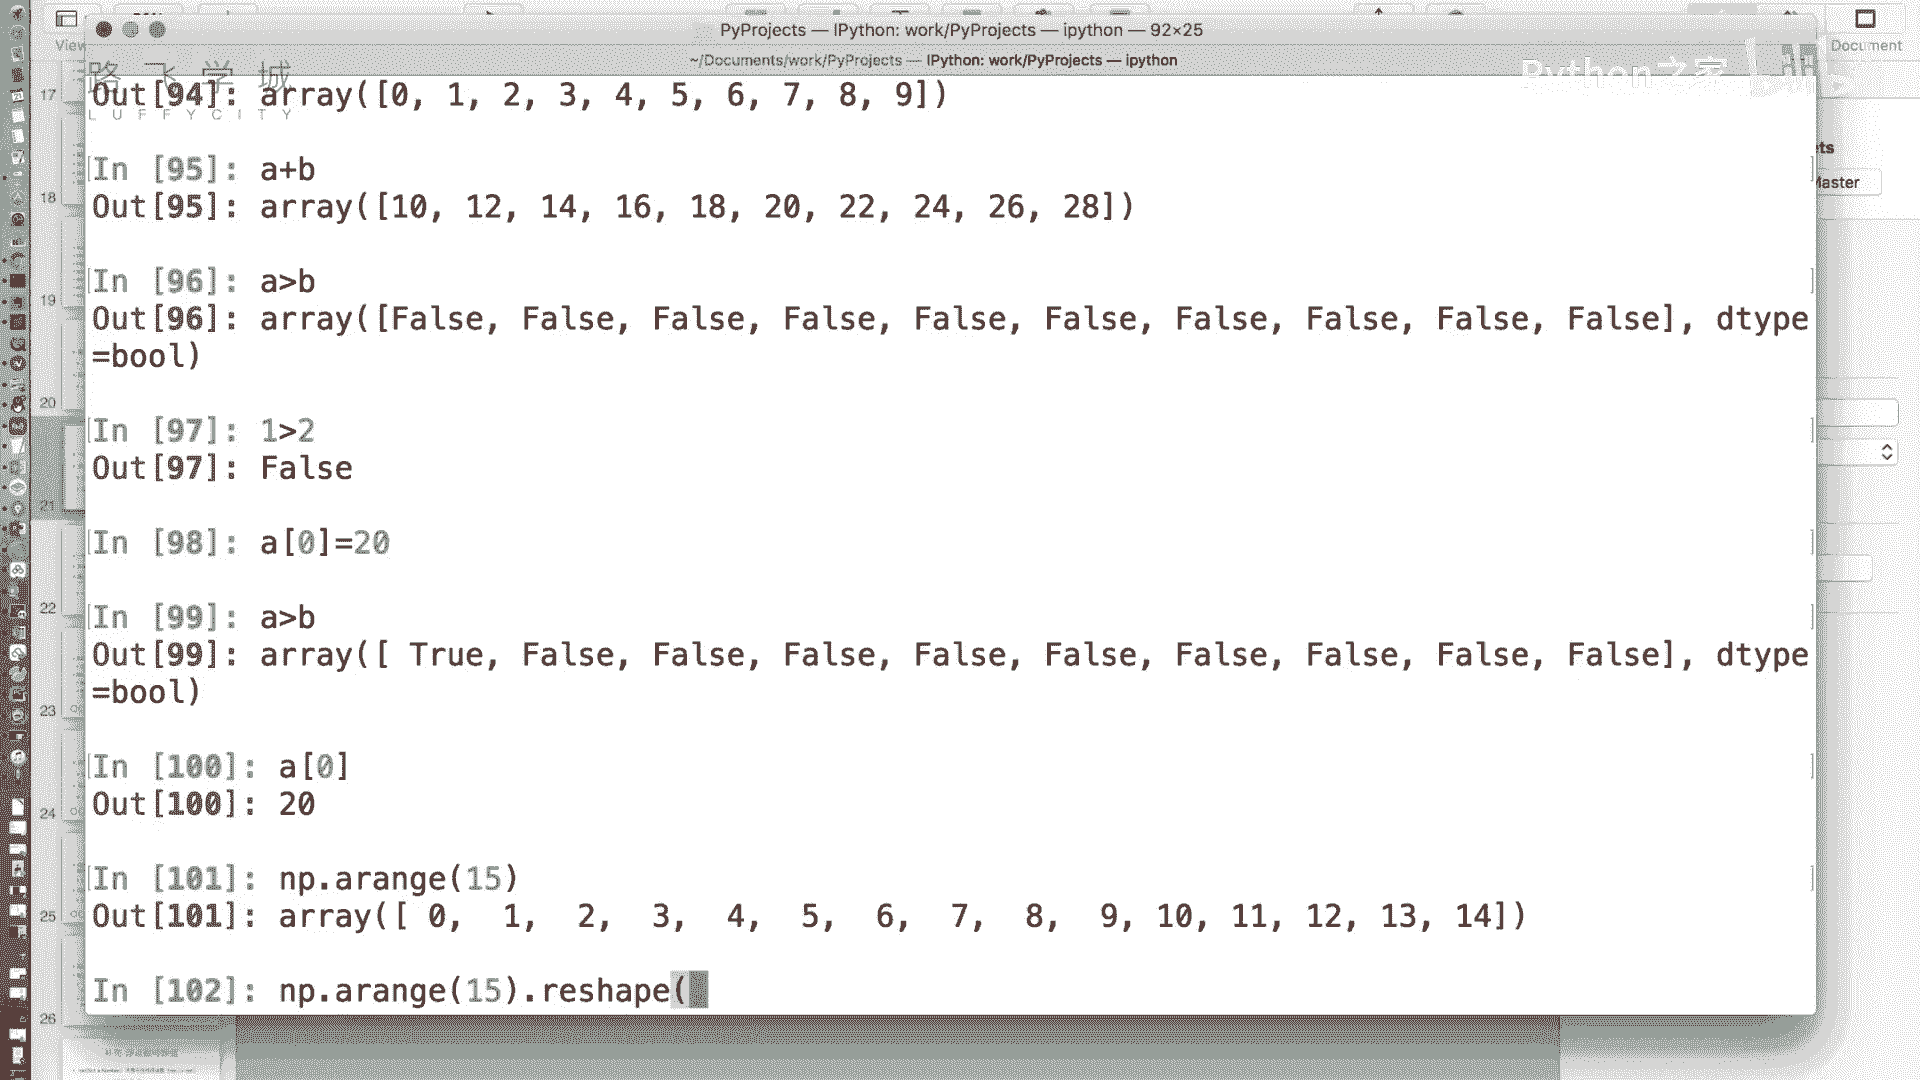 PyProjects — IPython: work/PyProjects — ipython — 92×25
View
Document
~/Documents/work/PyProjects — IPython: work/PyProjects — ipython
路飞学城
LUFFYCITY
Python之家
17
Out[94]: array([0, 1, 2, 3, 4, 5, 6, 7, 8, 9])
In [95]: a+b
Out[95]: array([10, 12, 14, 16, 18, 20, 22, 24, 26, 28])
Master
18
In [96]: a>b
19
Out[96]: array([False, False, False, False, False, False, False, False, False, False], dtype
=bool)
20
In [97]: 1>2
Out[97]: False
21
In [98]: a[0]=20
22
In [99]: a>b
Out[99]: array([ True, False, False, False, False, False, False, False, False, False], dtype
=bool)
23
In [100]: a[0]
Out[100]: 20
24
In [101]: np.arange(15)
Out[101]: array([ 0,  1,  2,  3,  4,  5,  6,  7,  8,  9, 10, 11, 12, 13, 14])
25
In [102]: np.arange(15).reshape(
26